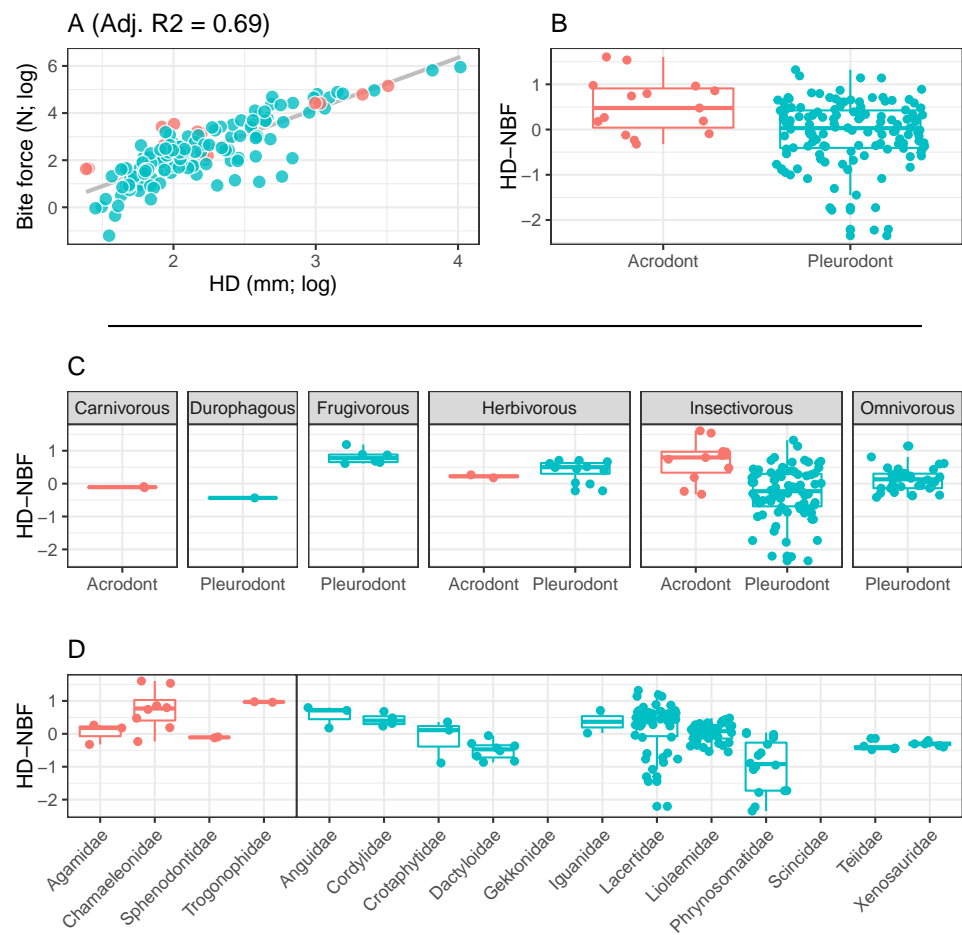 A (Adj. R2 = 0.69)
Bite force (N; log)
6
4
2
0
2
3
4
HD (mm; log)
B
HD−NBF
1
0
−1
−2
Acrodont
Pleurodont
C
Carnivorous
Durophagous
Frugivorous
Herbivorous
Insectivorous
Omnivorous
HD−NBF
1
0
−1
−2
Acrodont
Pleurodont
Pleurodont
Acrodont
Pleurodont
Acrodont
Pleurodont
Pleurodont
D
HD−NBF
1
0
−1
−2
Agamidae
Chamaeleonidae
Sphenodontidae
Trogonophidae
Anguidae
Cordylidae
Crotaphytidae
Dactyloidae
Gekkonidae
Iguanidae
Lacertidae
Liolaemidae
Phrynosomatidae
Scincidae
Teiidae
Xenosauridae